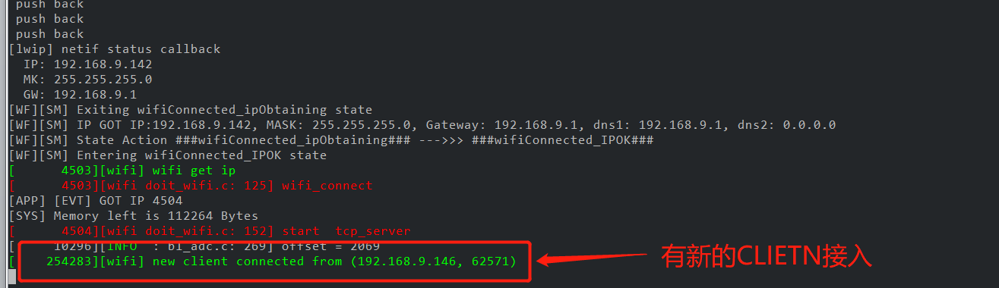 push back
push back
push back
[lwip] netif status callback
IP: 192.168.9.142
MK: 255.255.255.0
GW: 192.168.9.1
[WF][SM] Exiting wifiConnected_ipObtaining state
[WF][SM] IP GOT IP:192.168.9.142, MASK: 255.255.255.0, Gateway: 192.168.9.1, dns1: 192.168.9.1, dns2: 0.0.0.0
[WF][SM] State Action ###wifiConnected_ipObtaining### --->>> ###wifiConnected_IPOK###
[WF][SM] Entering wifiConnected_IPOK state
[      4503][wifi] wifi get ip
[      4503][wifi doit_wifi.c: 125] wifi_connect
[APP] [EVT] GOT IP 4504
[SYS] Memory left is 112264 Bytes
[      4504][wifi doit_wifi.c: 152] start  tcp_server
[     10296][INFO  : bl_adc.c: 269] offset = 2069
[    254283][wifi] new client connected from (192.168.9.146, 62571)
有新的CLIETN接入